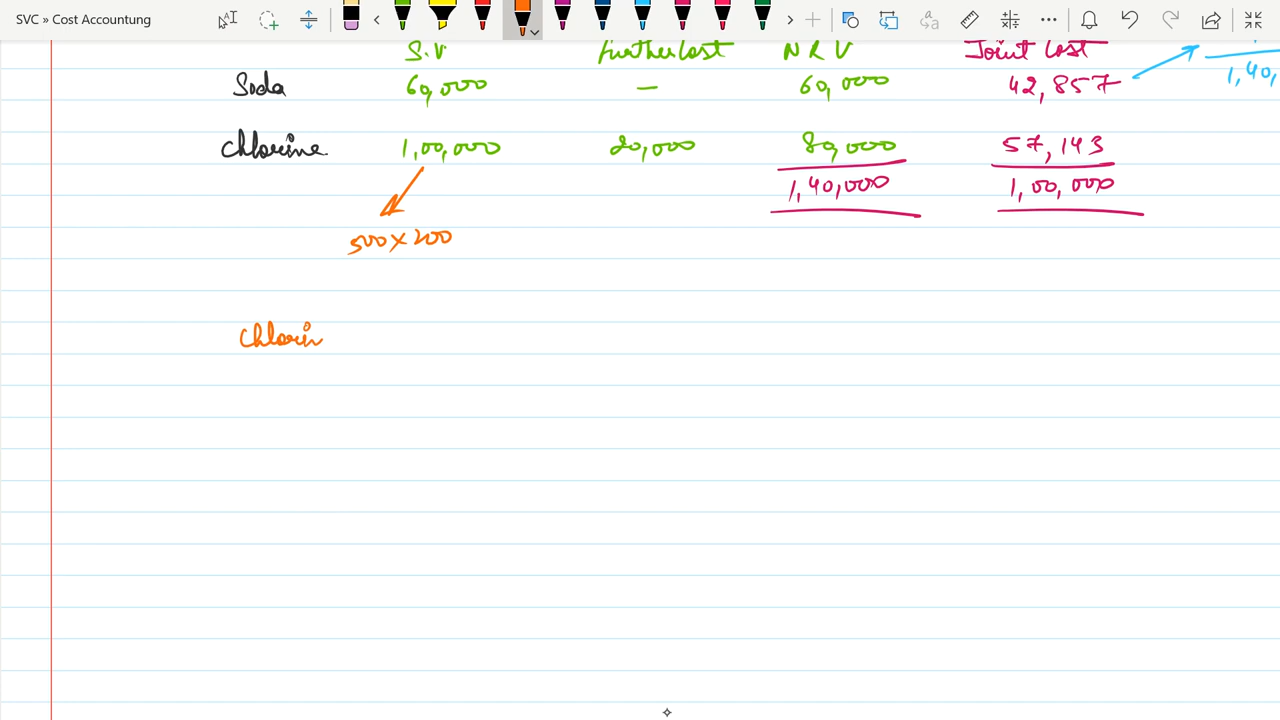 SVC » Cost Accountung
S.V Further Cost N R V Joint Cost
Soda 60,000 — 60,000 42,857 1,40,
Chlorine 1,00,000 20,000 80,000 57,143
1,40,000 1,00,000
500 × 200
Chlorin